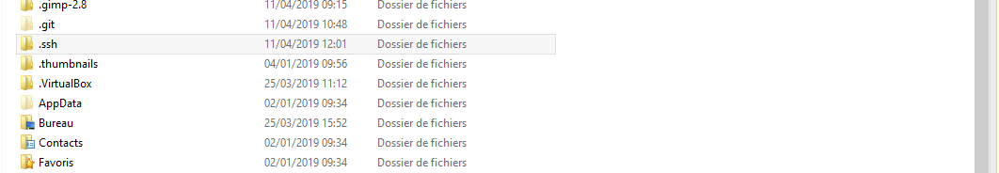 .gimp-2.8 11/04/2019 09:15 Dossier de fichiers
.git 11/04/2019 10:48 Dossier de fichiers
.ssh 11/04/2019 12:01 Dossier de fichiers
.thumbnails 04/01/2019 09:56 Dossier de fichiers
.VirtualBox 25/03/2019 11:12 Dossier de fichiers
AppData 02/01/2019 09:34 Dossier de fichiers
Bureau 25/03/2019 15:52 Dossier de fichiers
Contacts 02/01/2019 09:34 Dossier de fichiers
Favoris 02/01/2019 09:34 Dossier de fichiers